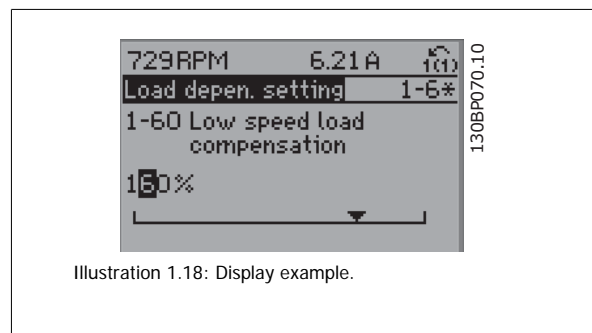 729RPM 6.21A 1(1)
Load depen. setting 1-6*
1-60 Low speed load
compensation
160%
130BP070.10
Illustration 1.18: Display example.